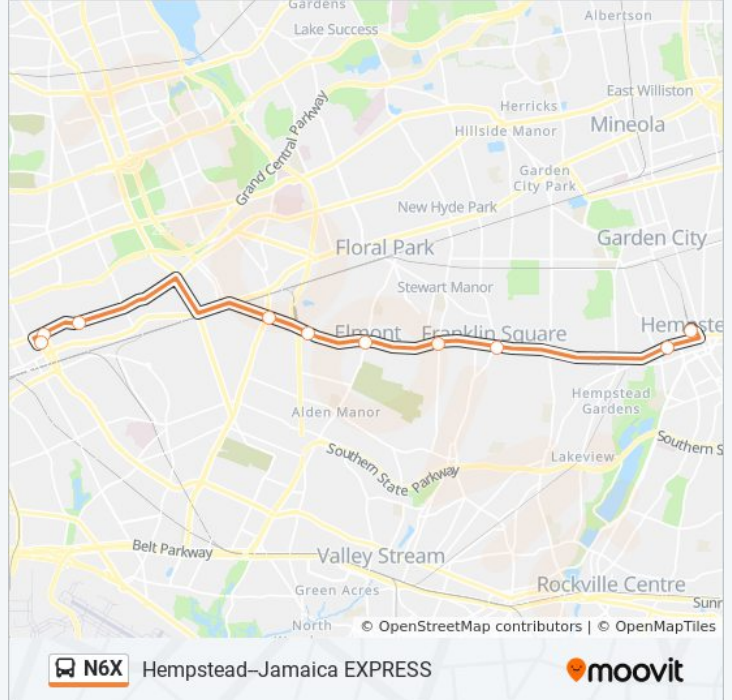 Gardens
Albertson
Lake Success
East Williston
Herricks
Hillside Manor
Mineola
Grand Central Parkway
Garden
City Park
New Hyde Park
Floral Park
Garden City
Stewart Manor
Elmont
Franklin Square
Hempste
Hempstead
Gardens
Alden Manor
Southern State Parkway
Lakeview
Southern S
Belt Parkway
Valley Stream
Green Acres
Rockville Centre
Sunr
North
© OpenStreetMap contributors | © OpenMapTiles
N6X Hempstead–Jamaica EXPRESS
moovit